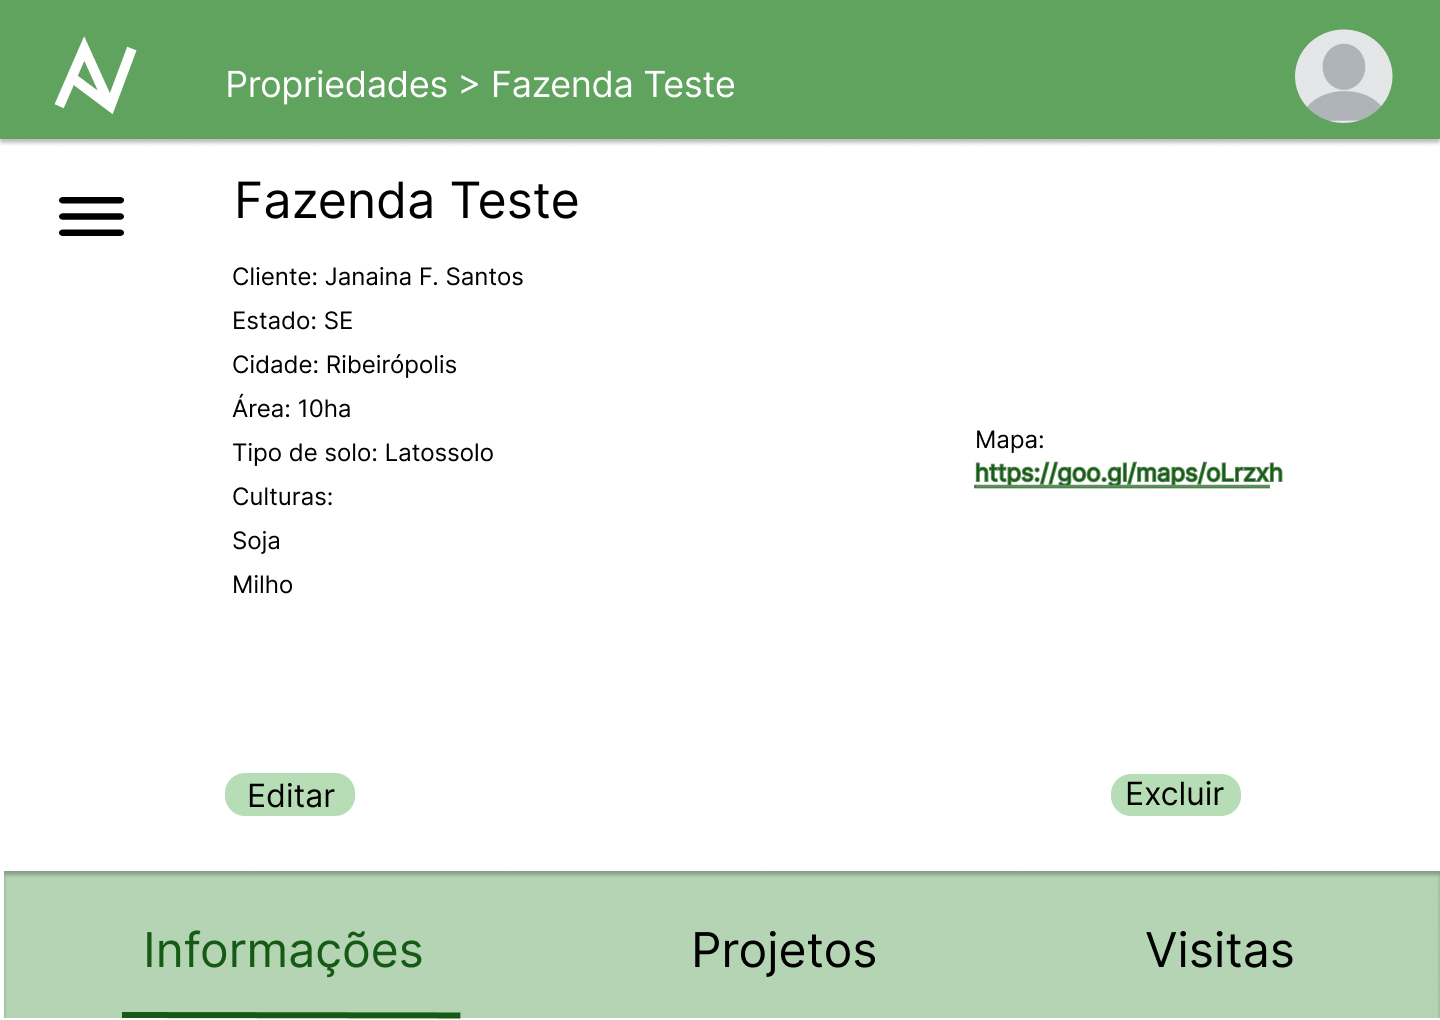 Propriedades > Fazenda Teste
Fazenda Teste
Cliente: Janaina F. Santos
Estado: SE
Cidade: Ribeirópolis
Área: 10ha
Tipo de solo: Latossolo
Culturas:
Soja
Milho
Mapa:
https://goo.gl/maps/oLrzxh
Editar
Excluir
Informações
Projetos
Visitas